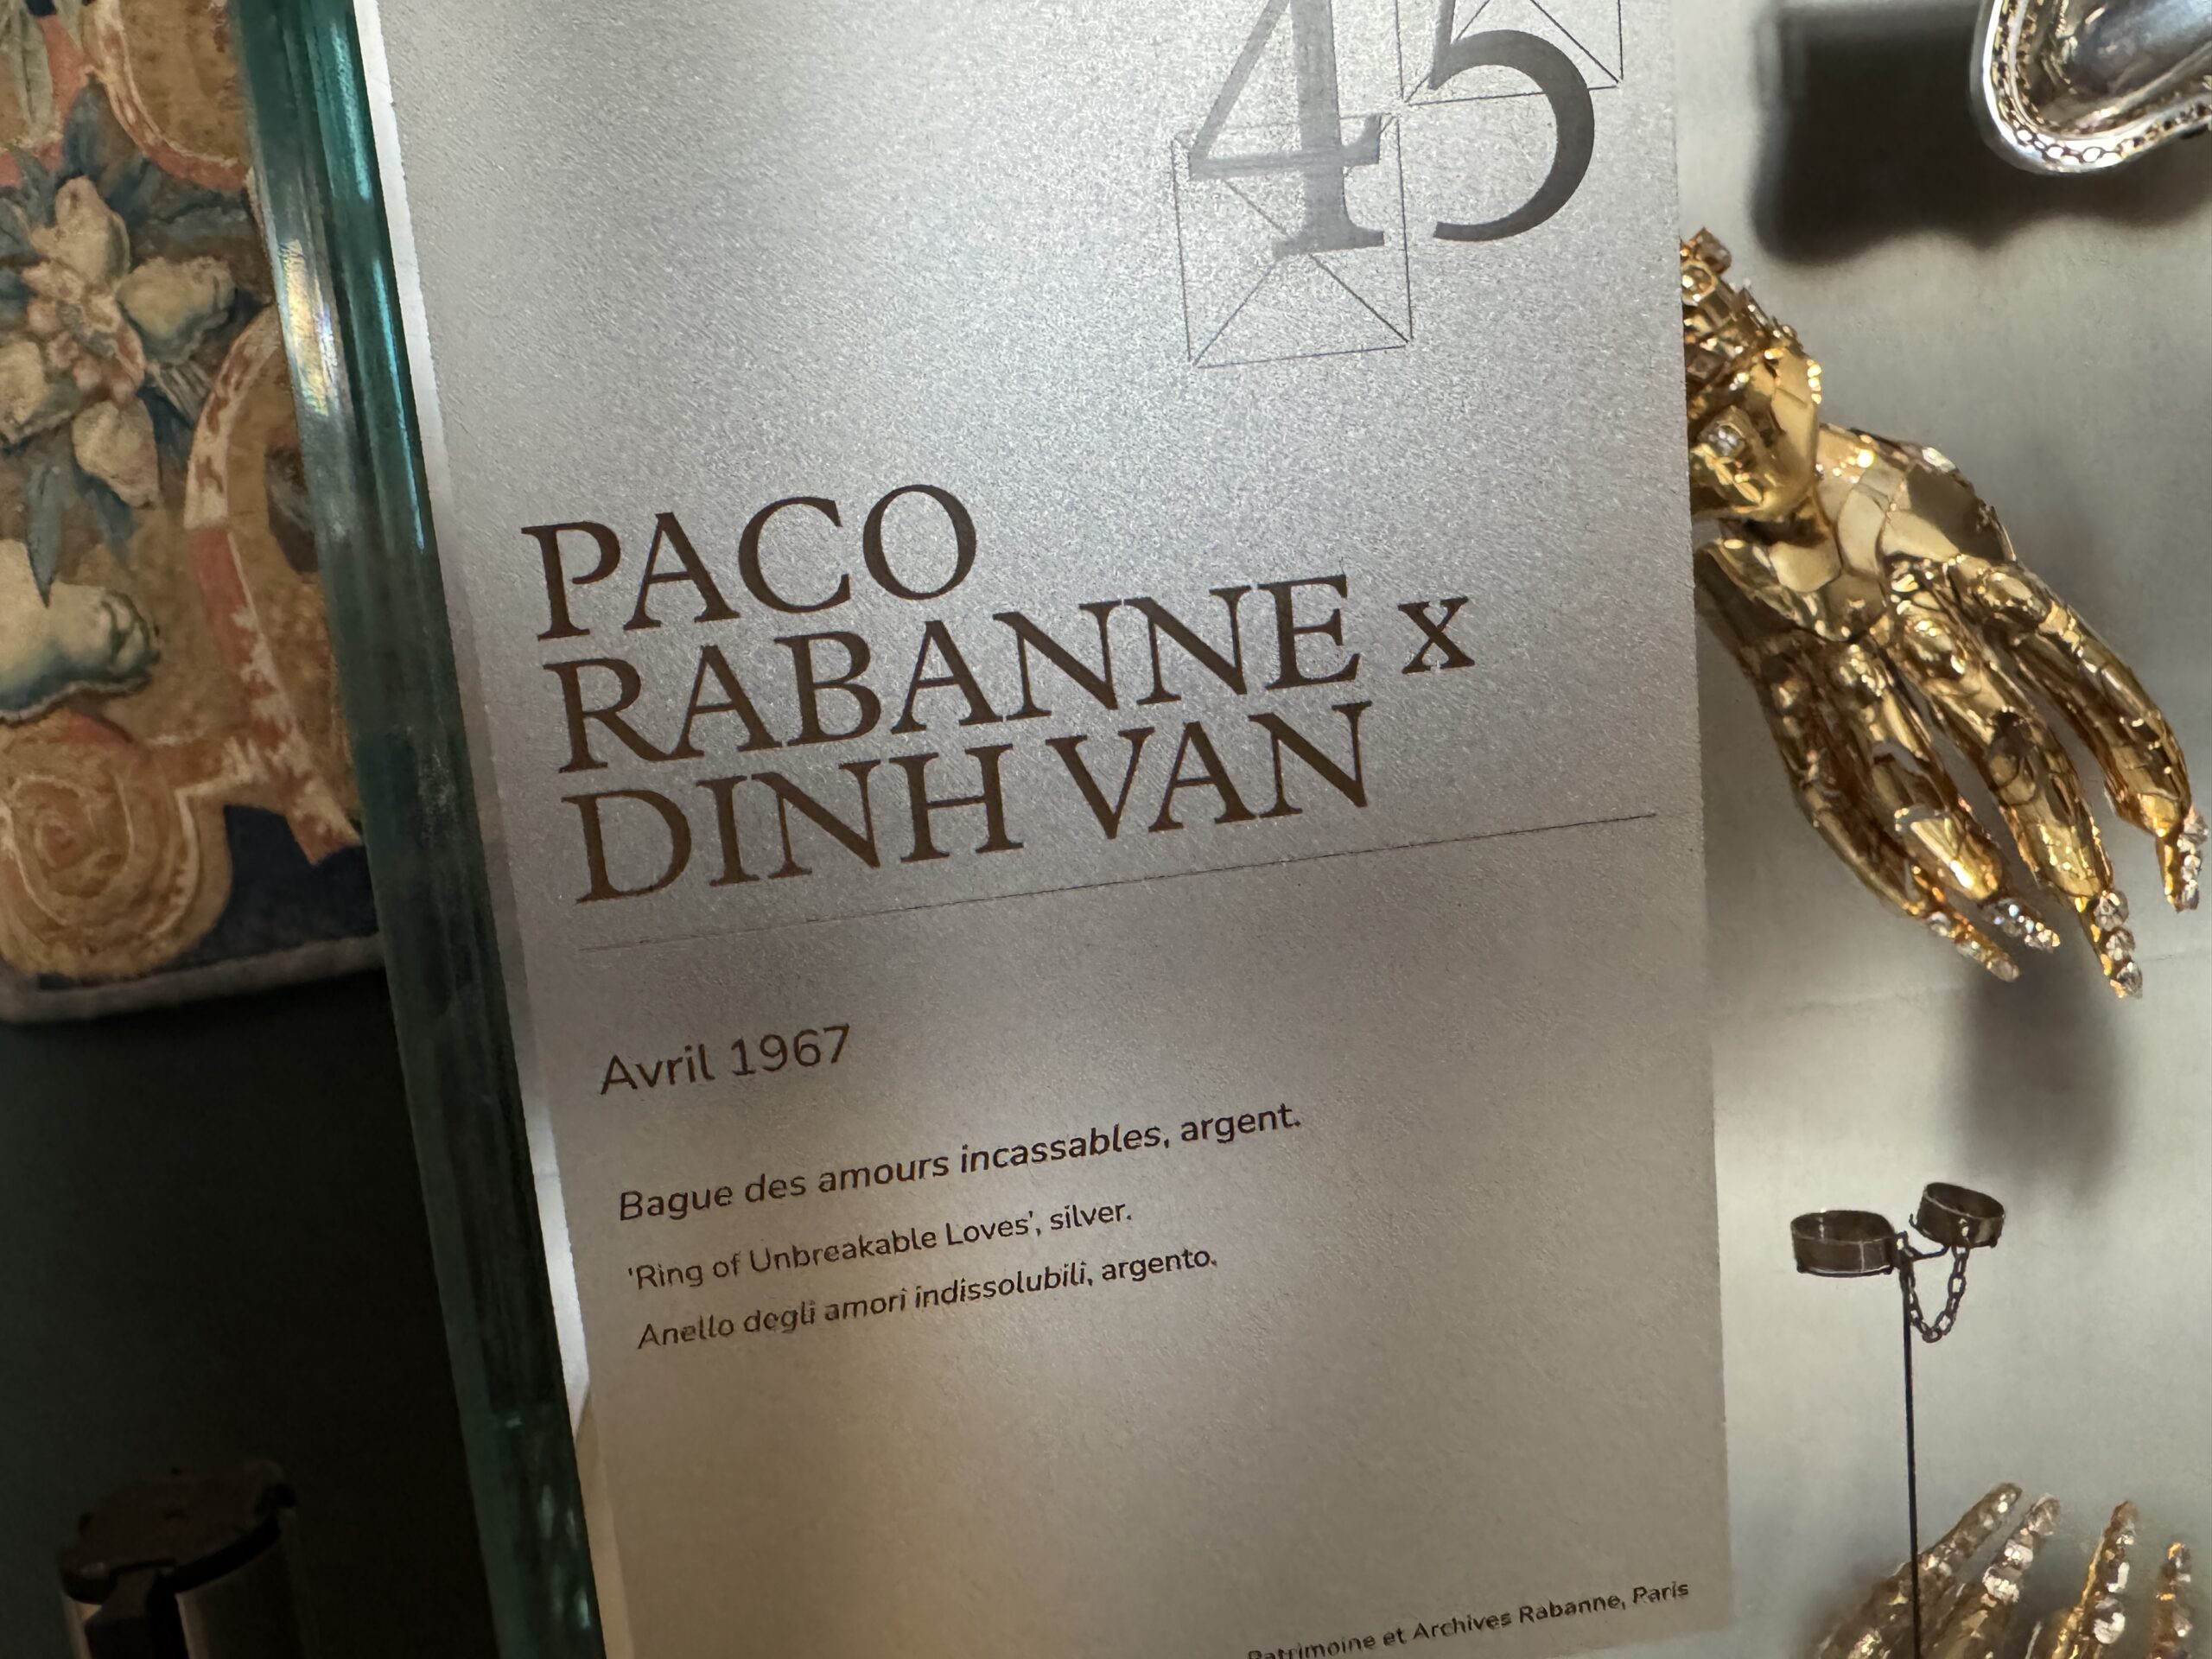 45
PACO
RABANNE x
DINH VAN
Avril 1967
Bague des amours incassables, argent.
'Ring of Unbreakable Loves', silver.
Anello degli amori indissolubili, argento.
Patrimoine et Archives Rabanne, Paris